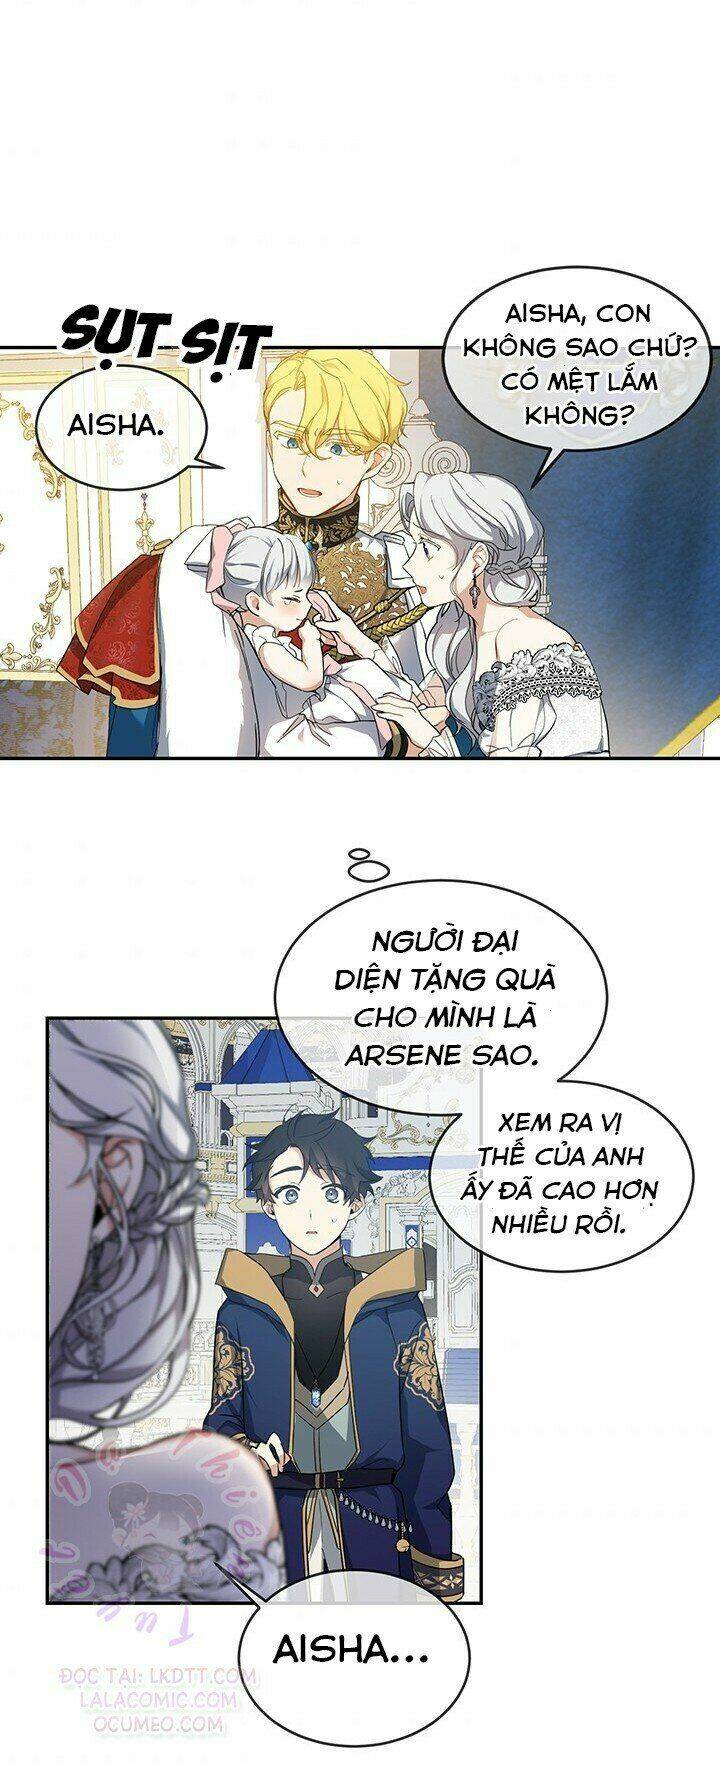 SỤT SỊT
AISHA, CON
KHÔNG SAO CHỨ?
CÓ MỆT LẮM
KHÔNG?
AISHA.
NGƯỜI ĐẠI
DIỆN TẶNG QUÀ
CHO MÌNH LÀ
ARSENE SAO.
XEM RA VỊ
THẾ CỦA ANH
ẤY ĐÃ CAO HƠN
NHIỀU RỒI.
AISHA...
ĐỌC TẠI: LKDTT.COM
LALACOMIC.COM
OCUMEO.COM